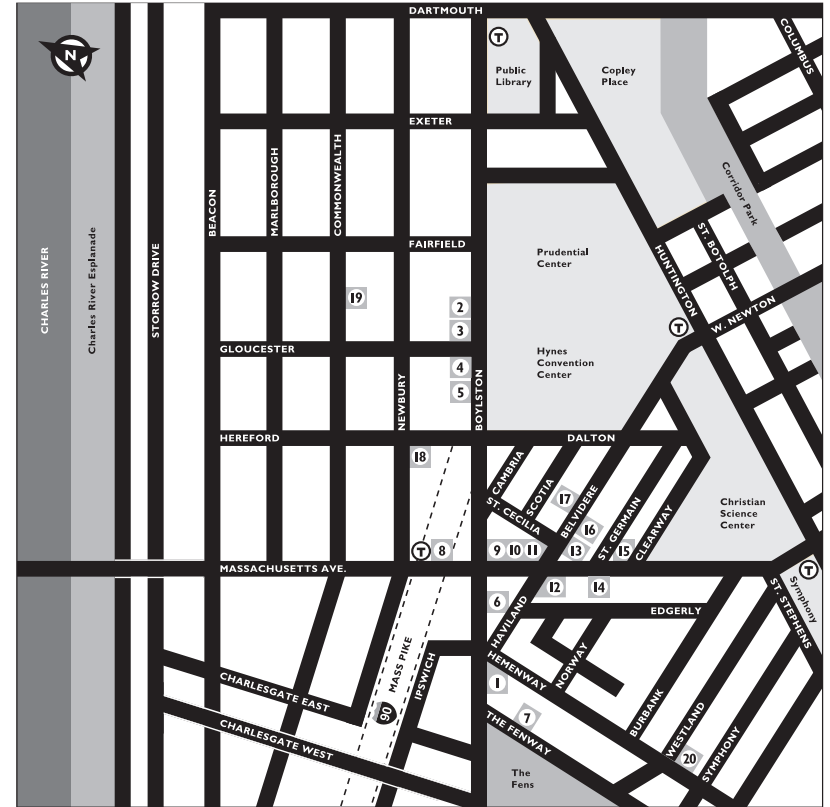 DARTMOUTH
N
T
Public
Library
Copley
Place
COLUMBUS
EXETER
BEACON
MARLBOROUGH
COMMONWEALTH
Corridor Park
CHARLES RIVER
Charles River Esplanade
STORROW DRIVE
FAIRFIELD
Prudential
Center
HUNTINGTON
ST. BOTOLPH
19
2
3
T
W. NEWTON
GLOUCESTER
Hynes
Convention
Center
4
5
NEWBURY
BOYLSTON
HEREFORD
DALTON
18
CAMBRIA
SCOTIA
ST. CECILIA
17
BELVIDERE
16
ST. GERMAIN
CLEARWAY
Christian
Science
Center
T
8
9
10
11
13
15
MASSACHUSETTS AVE.
T
Symphony
ST. STEPHENS
12
14
6
HAVILAND
EDGERLY
MASS PIKE
90
IPSWICH
HEMENWAY
NORWAY
1
CHARLESGATE EAST
CHARLESGATE WEST
7
THE FENWAY
BURBANK
WESTLAND
SYMPHONY
20
The
Fens